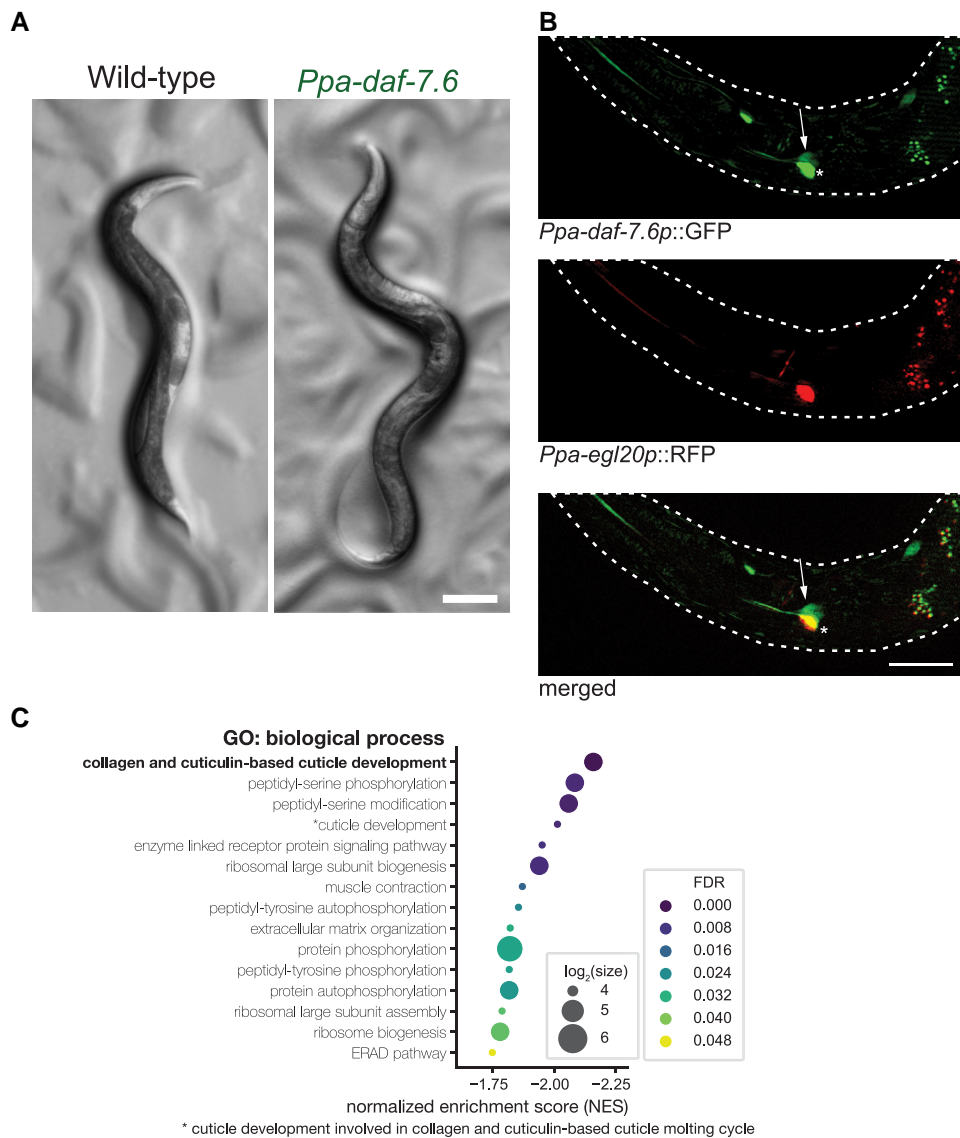 A
Wild-type
Ppa-daf-7.6
B
*
Ppa-daf-7.6p::GFP
Ppa-egl20p::RFP
*
merged
C
GO: biological process
collagen and cuticulin-based cuticle development
peptidyl-serine phosphorylation
peptidyl-serine modification
*cuticle development
enzyme linked receptor protein signaling pathway
ribosomal large subunit biogenesis
muscle contraction
peptidyl-tyrosine autophosphorylation
extracellular matrix organization
protein phosphorylation
peptidyl-tyrosine phosphorylation
protein autophosphorylation
ribosomal large subunit assembly
ribosome biogenesis
ERAD pathway
log2(size)
4
5
6
FDR
0.000
0.008
0.016
0.024
0.032
0.040
0.048
−1.75 −2.00 −2.25
normalized enrichment score (NES)
* cuticle development involved in collagen and cuticulin-based cuticle molting cycle